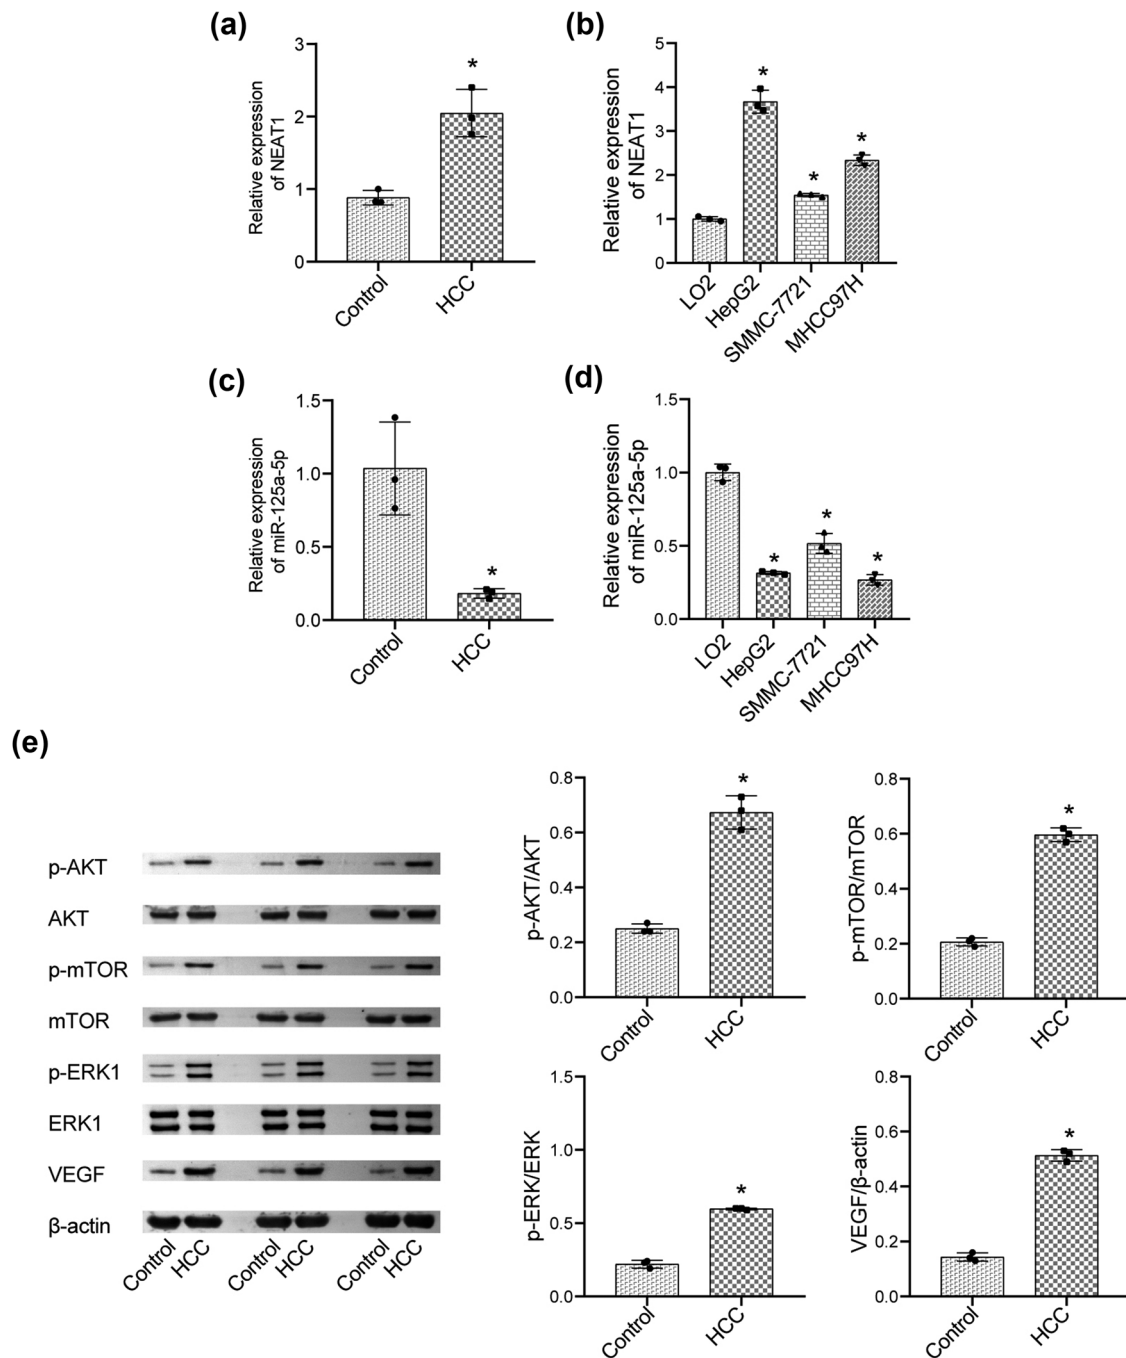 (a)
Relative expression
of NEAT1
3
2
1
0
*
Control
HCC
(b)
Relative expression
of NEAT1
5
4
3
2
1
0
*
*
*
LO2
HepG2
SMMC-7721
MHCC97H
(c)
Relative expression
of miR-125a-5p
1.5
1.0
0.5
0.0
*
Control
HCC
(d)
Relative expression
of miR-125a-5p
1.5
1.0
0.5
0.0
*
*
*
LO2
HepG2
SMMC-7721
MHCC97H
(e)
p-AKT
AKT
p-mTOR
mTOR
p-ERK1
ERK1
VEGF
β-actin
Control
HCC
Control
HCC
Control
HCC
p-AKT/AKT
0.8
0.6
0.4
0.2
0.0
*
Control
HCC
p-mTOR/mTOR
0.8
0.6
0.4
0.2
0.0
*
Control
HCC
p-ERK/ERK
1.5
1.0
0.5
0.0
*
Control
HCC
VEGF/β-actin
0.8
0.6
0.4
0.2
0.0
*
Control
HCC